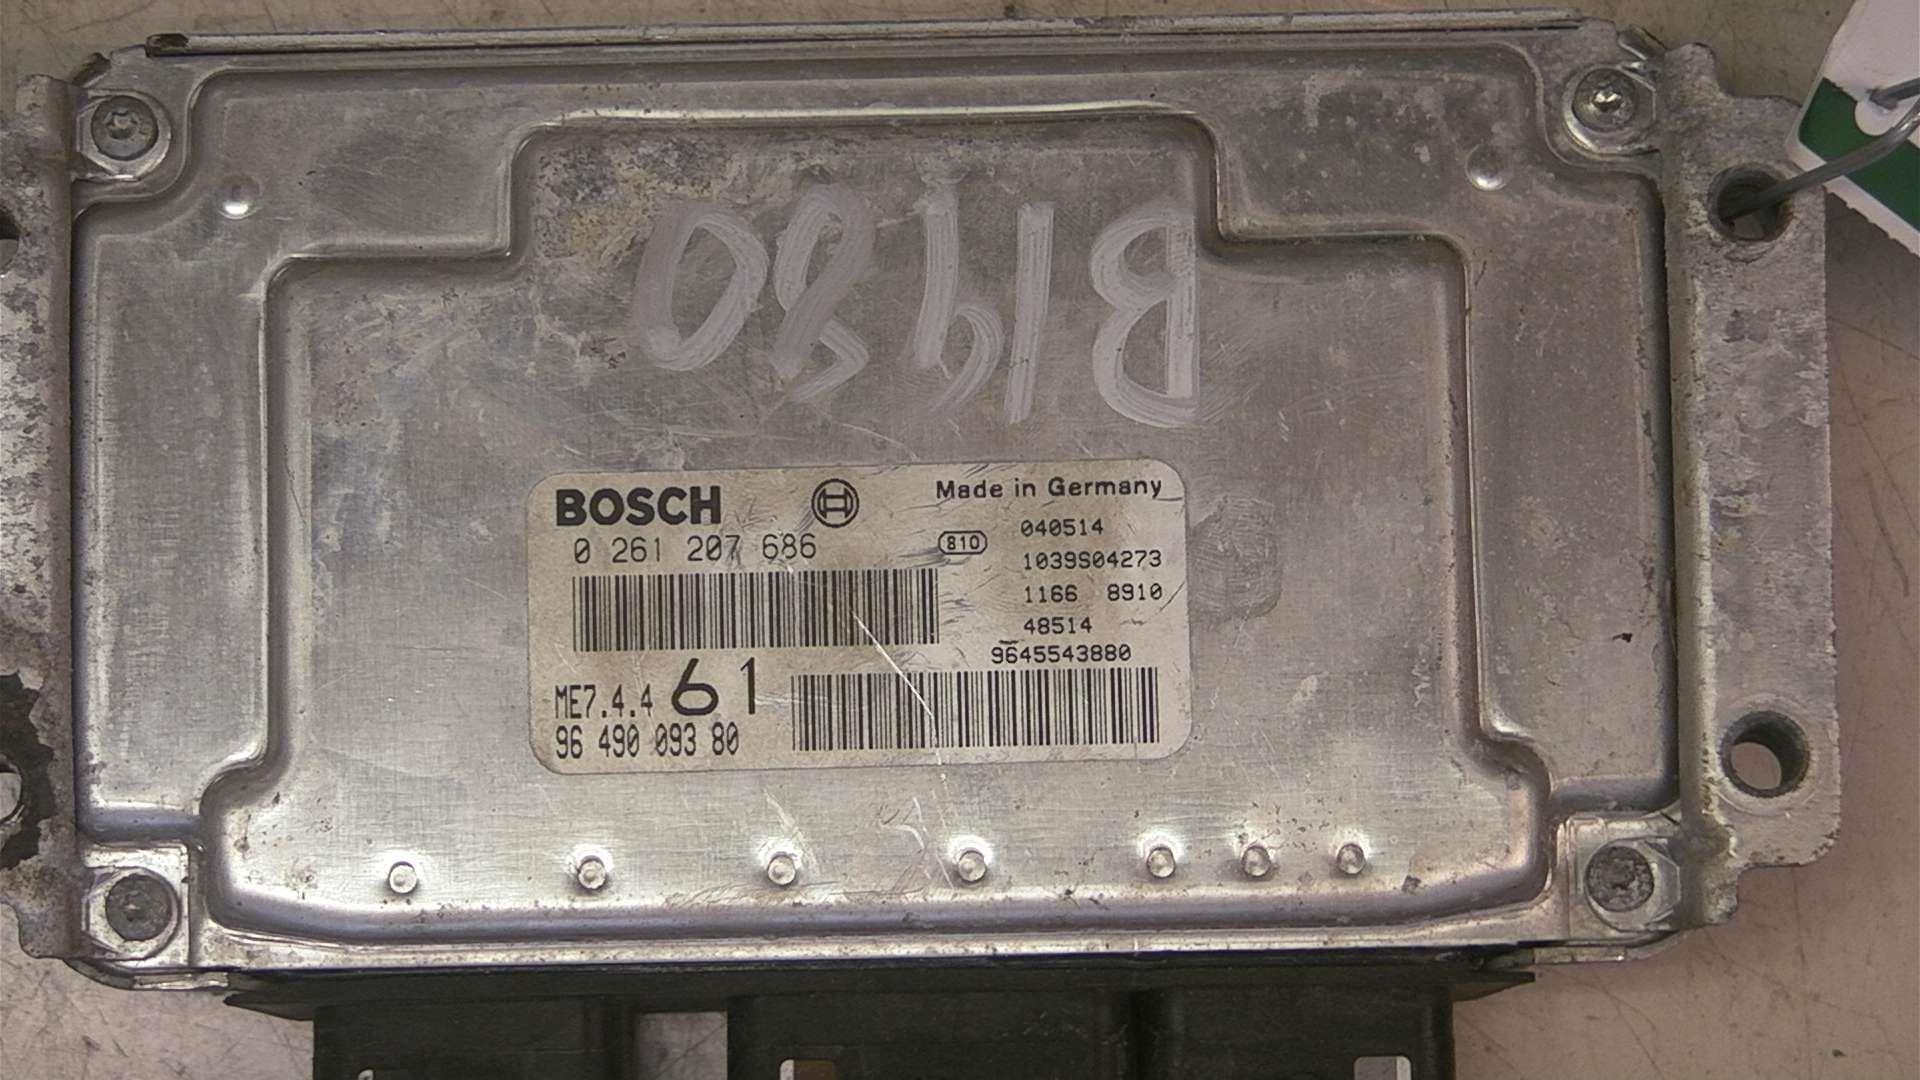 BOSCH
Made in Germany
0 261 207 686
810
040514
1039S04273
1166 8910
48514
9645543880
ME7.4.4 61
96 490 093 80